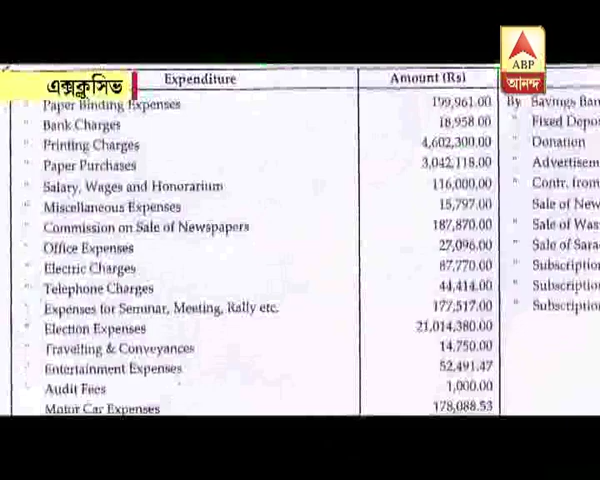 ABP
আনন্দ
এক্সক্লুসিভ
Expenditure Amount (Rs)
" Paper Binding Expenses 199,961.00 By Savings Ban
" Bank Charges 18,958.00 " Fixed Depo
" Printing Charges 4,602,300.00 " Donation
" Paper Purchases 3,042,118.00 " Advertisem
" Salary, Wages and Honorarium 116,000.00 " Contr. from
" Miscellaneous Expenses 15,797.00 Sale of New
" Commission on Sale of Newspapers 187,870.00 " Sale of Was
" Office Expenses 27,096.00 " Sale of Sara
" Electric Charges 87,770.00 " Subscriptio
" Telephone Charges 44,414.00 " Subscriptio
" Expenses for Seminar, Meeting, Rally etc. 177,517.00 " Subscriptio
" Election Expenses 21,014,380.00
" Travelling & Conveyances 14,750.00
" Entertainment Expenses 52,491.47
" Audit Fees 1,000.00
Motor Car Expenses 178,088.53